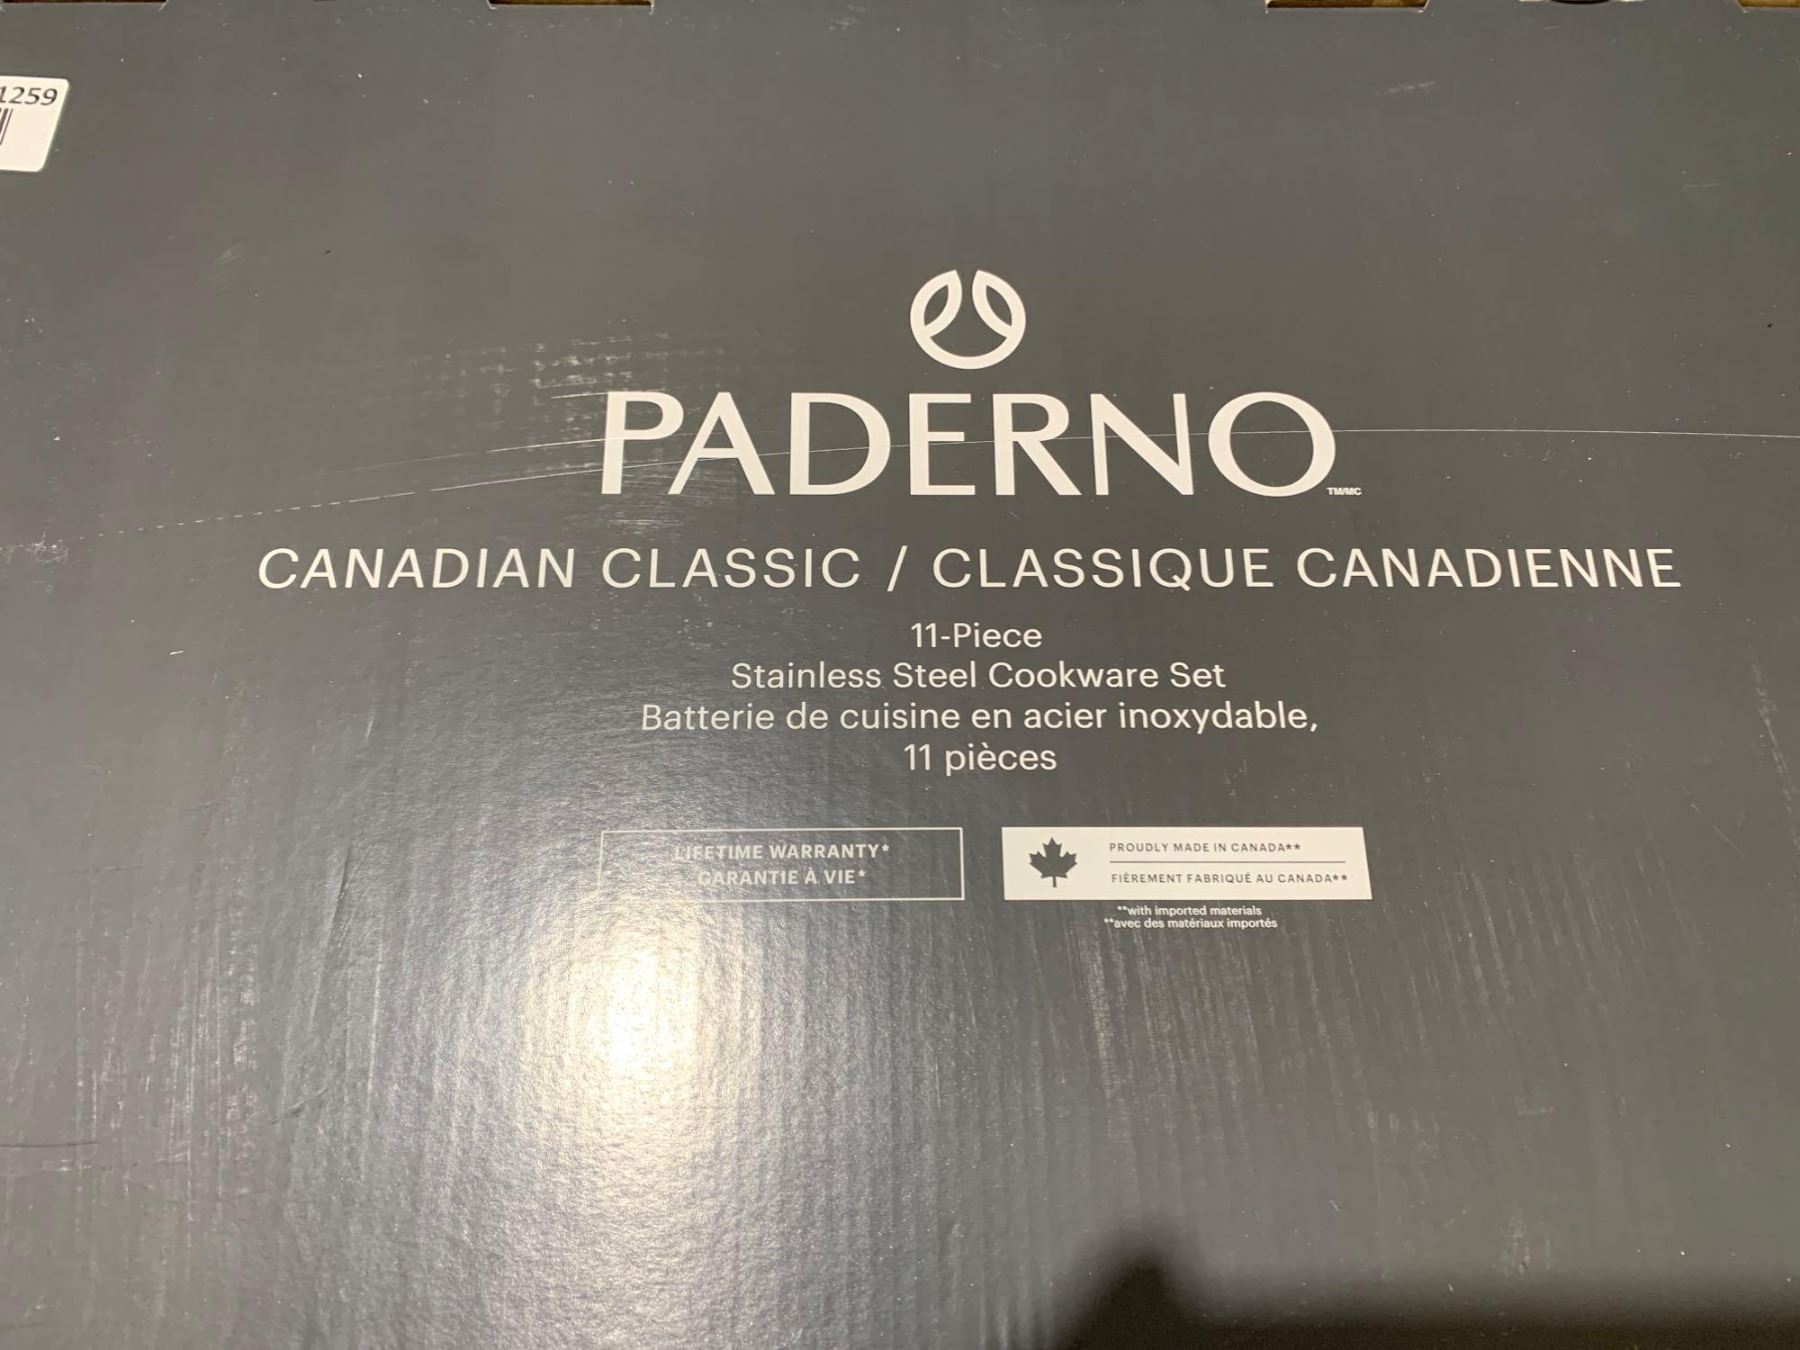 1259
PADERNO
TM/MC
CANADIAN CLASSIC / CLASSIQUE CANADIENNE
11-Piece
Stainless Steel Cookware Set
Batterie de cuisine en acier inoxydable,
11 pièces
LIFETIME WARRANTY*
GARANTIE À VIE*
PROUDLY MADE IN CANADA**
FIÈREMENT FABRIQUÉ AU CANADA**
**with imported materials
**avec des matériaux importés